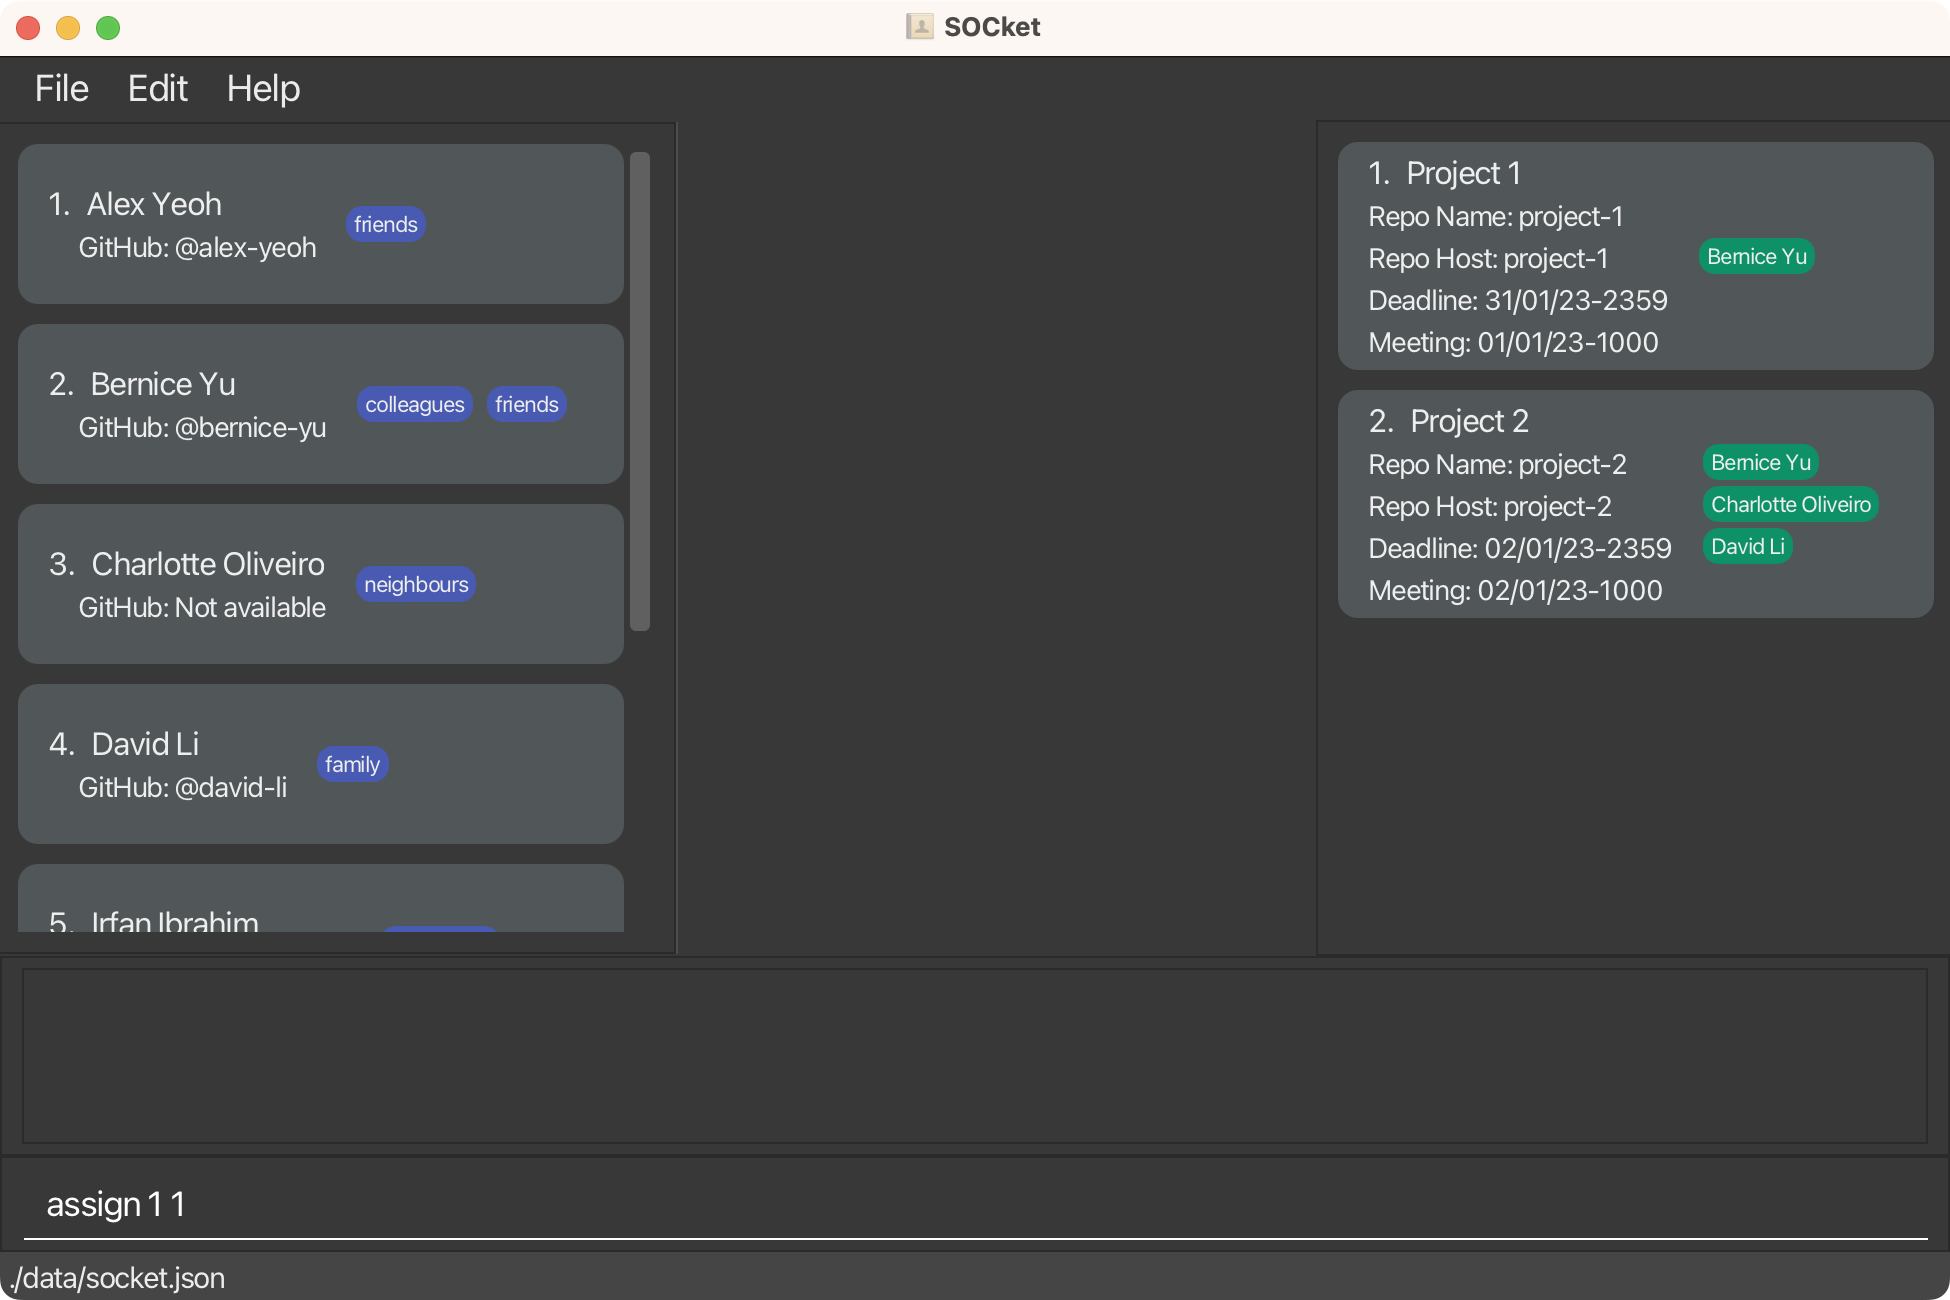 SOCket
File Edit Help
1. Alex Yeoh
GitHub: @alex-yeoh
friends
2. Bernice Yu
GitHub: @bernice-yu
colleagues friends
3. Charlotte Oliveiro
GitHub: Not available
neighbours
4. David Li
GitHub: @david-li
family
5. Irfan Ibrahim
1. Project 1
Repo Name: project-1
Repo Host: project-1
Deadline: 31/01/23-2359
Meeting: 01/01/23-1000
Bernice Yu
2. Project 2
Repo Name: project-2
Repo Host: project-2
Deadline: 02/01/23-2359
Meeting: 02/01/23-1000
Bernice Yu
Charlotte Oliveiro
David Li
assign 1 1
./data/socket.json